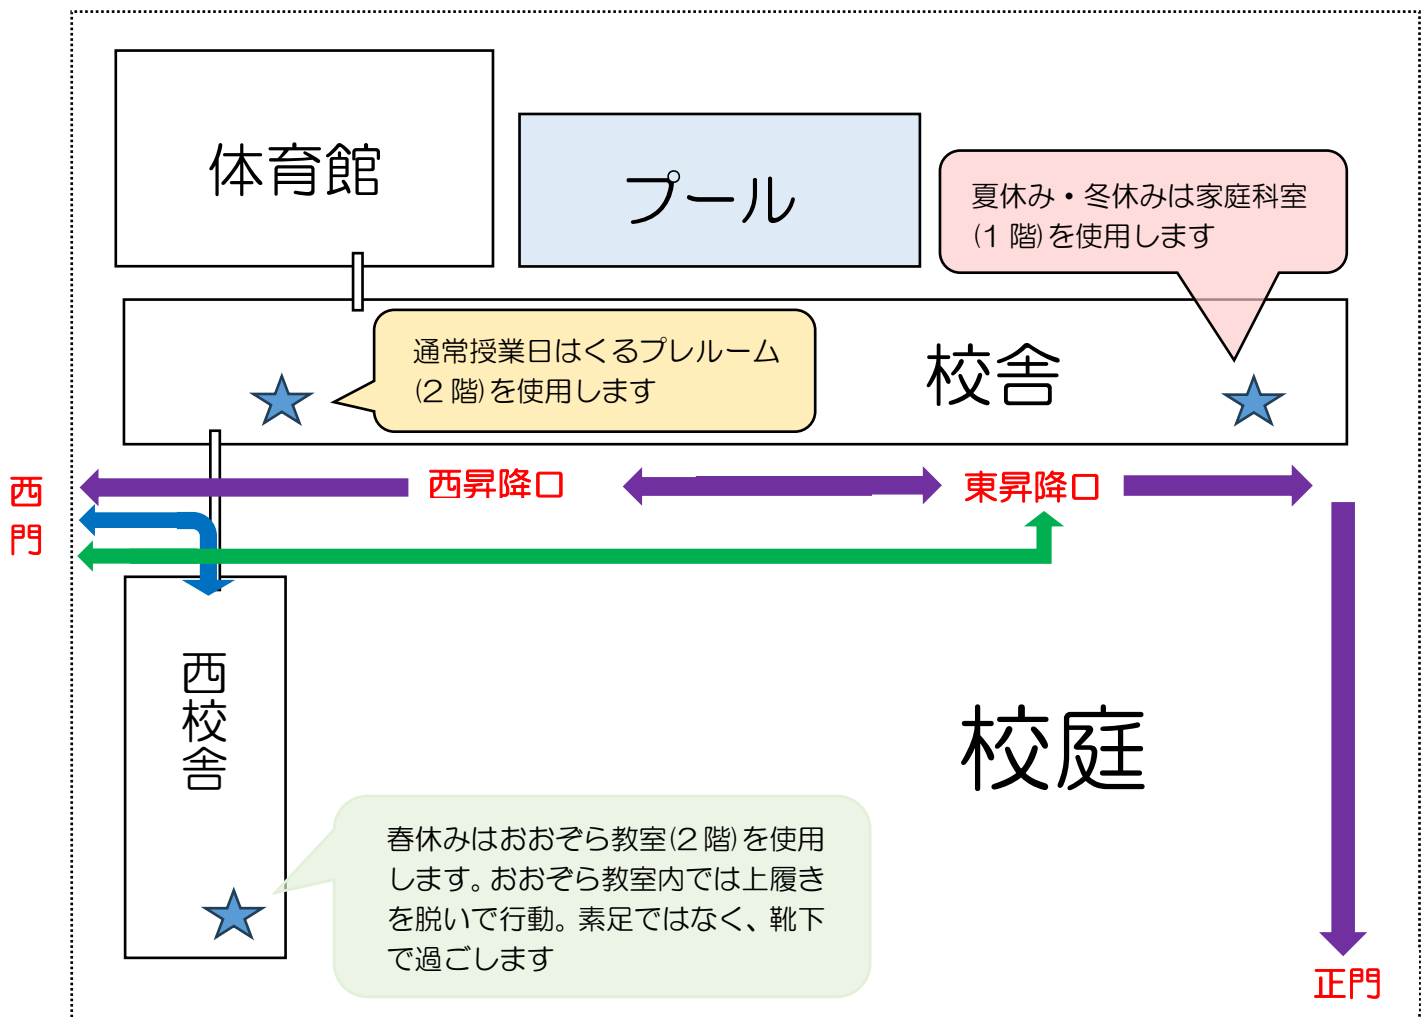 体育館
プール
夏休み・冬休みは家庭科室
(1階)を使用します
通常授業日はくるプレルーム
(2階)を使用します
校舎
西門
西昇降口
東昇降口
西校舎
校庭
春休みはおおぞら教室(2階)を使用
します。おおぞら教室内では上履き
を脱いで行動。素足ではなく、靴下
で過ごします
正門